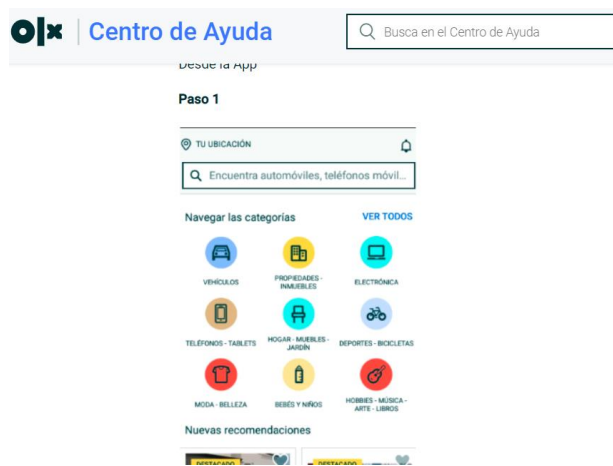 olx Centro de Ayuda
Busca en el Centro de Ayuda
Desde la App
Paso 1
TU UBICACIÓN
Encuentra automóviles, teléfonos móvil...
Navegar las categorías VER TODOS
VEHÍCULOS
PROPIEDADES -
INMUEBLES
ELECTRÓNICA
TELÉFONOS - TABLETS
HOGAR - MUEBLES -
JARDÍN
DEPORTES - BICICLETAS
MODA - BELLEZA
BEBÉS Y NIÑOS
HOBBIES - MÚSICA -
ARTE - LIBROS
Nuevas recomendaciones
DESTACADO
DESTACADO